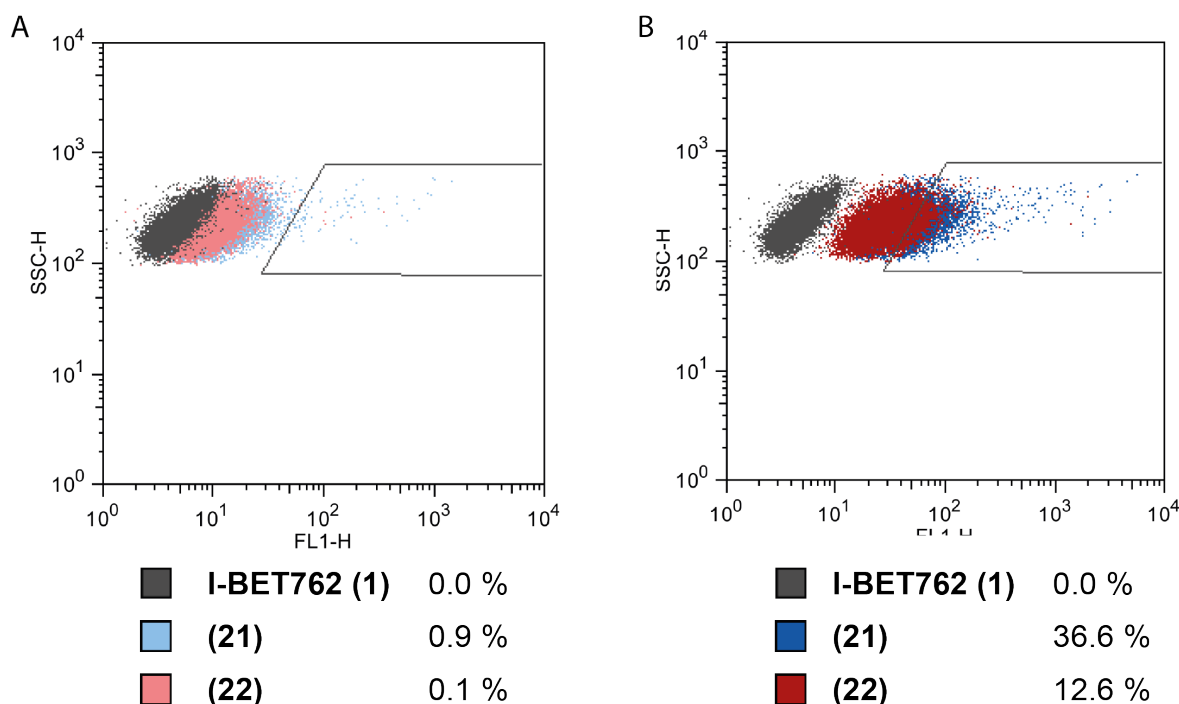 A
10⁴
10³
10²
10¹
10⁰
SSC-H
10⁰ 10¹ 10² 10³ 10⁴
FL1-H
I-BET762 (1) 0.0 %
(21) 0.9 %
(22) 0.1 %
B
10⁴
10³
10²
10¹
10⁰
SSC-H
10⁰ 10¹ 10² 10³ 10⁴
I-BET762 (1) 0.0 %
(21) 36.6 %
(22) 12.6 %